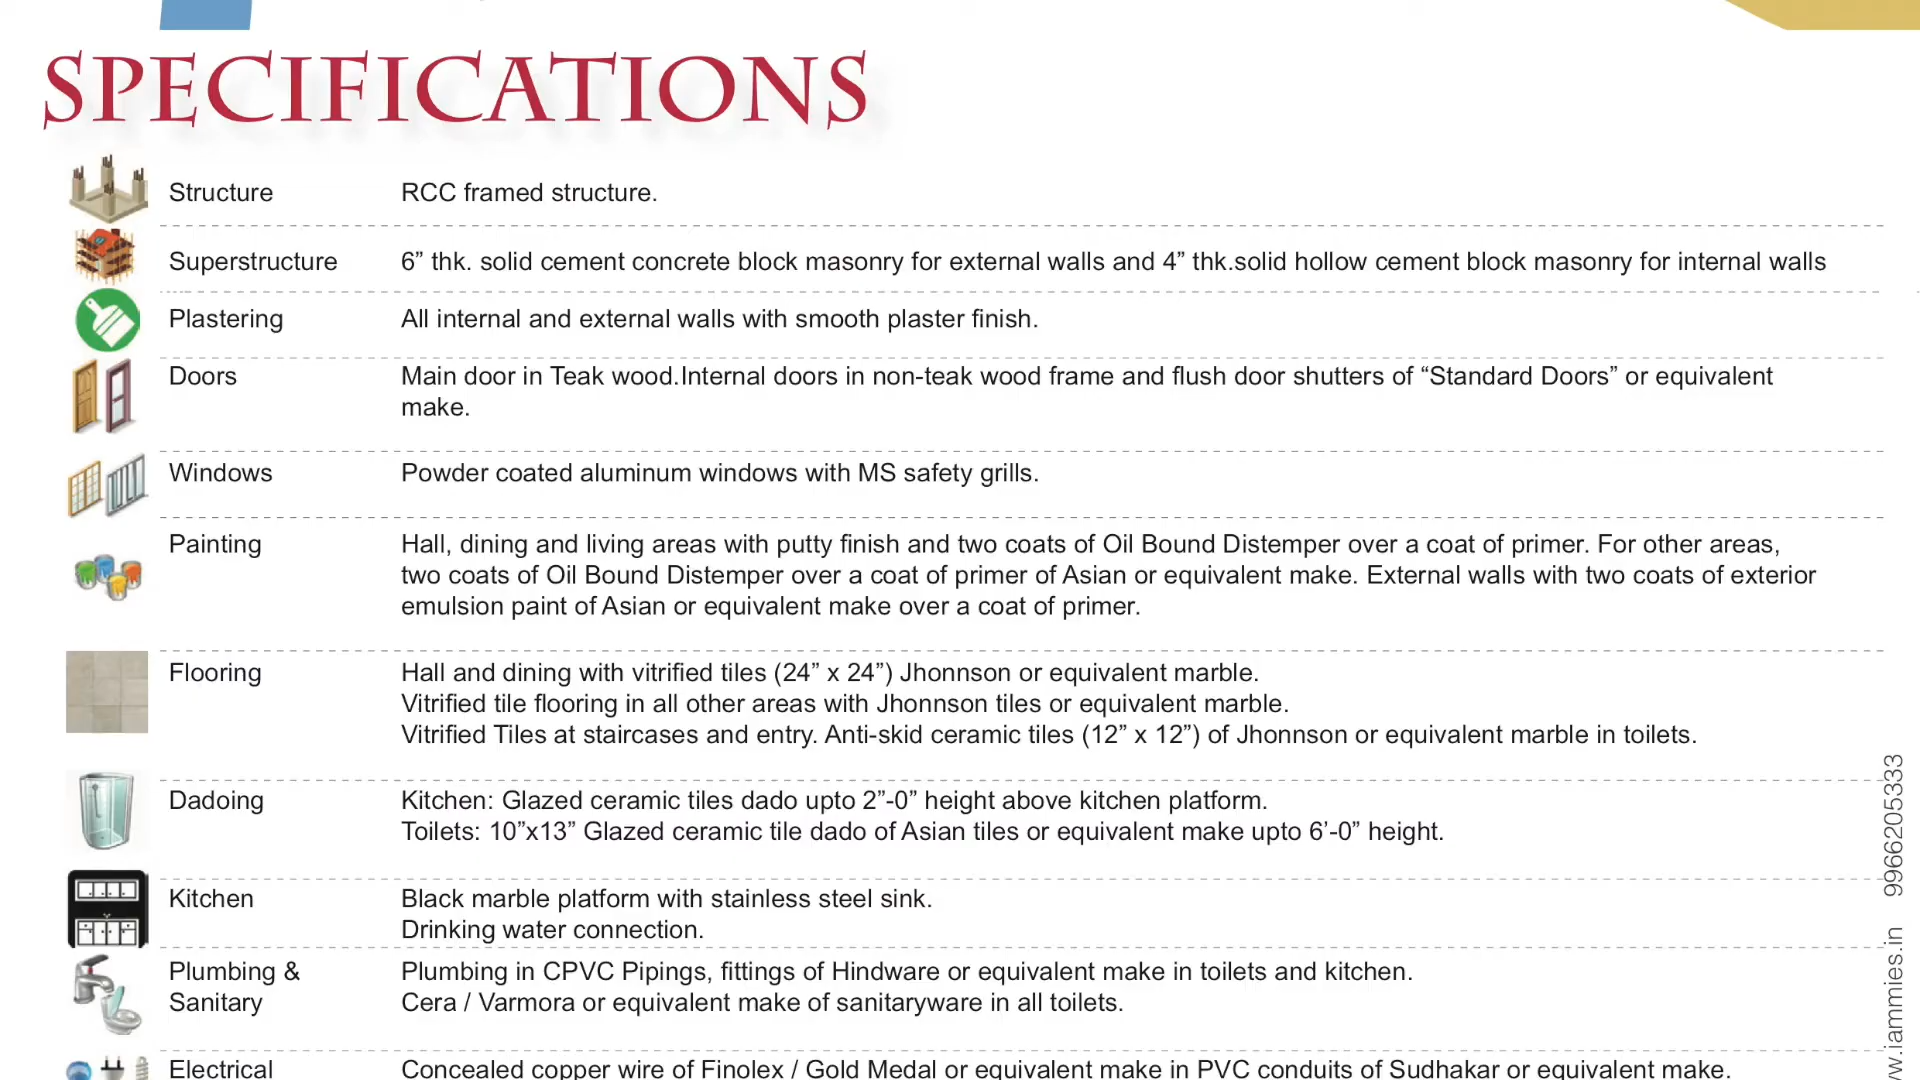 SPECIFICATIONS
Structure RCC framed structure.
Superstructure 6” thk. solid cement concrete block masonry for external walls and 4” thk.solid hollow cement block masonry for internal walls
Plastering All internal and external walls with smooth plaster finish.
Doors Main door in Teak wood.Internal doors in non-teak wood frame and flush door shutters of “Standard Doors” or equivalent
make.
Windows Powder coated aluminum windows with MS safety grills.
Painting Hall, dining and living areas with putty finish and two coats of Oil Bound Distemper over a coat of primer. For other areas,
two coats of Oil Bound Distemper over a coat of primer of Asian or equivalent make. External walls with two coats of exterior
emulsion paint of Asian or equivalent make over a coat of primer.
Flooring Hall and dining with vitrified tiles (24” x 24”) Jhonnson or equivalent marble.
Vitrified tile flooring in all other areas with Jhonnson tiles or equivalent marble.
Vitrified Tiles at staircases and entry. Anti-skid ceramic tiles (12” x 12”) of Jhonnson or equivalent marble in toilets.
Dadoing Kitchen: Glazed ceramic tiles dado upto 2”-0” height above kitchen platform.
Toilets: 10”x13” Glazed ceramic tile dado of Asian tiles or equivalent make upto 6’-0” height.
Kitchen Black marble platform with stainless steel sink.
Drinking water connection.
Plumbing & Plumbing in CPVC Pipings, fittings of Hindware or equivalent make in toilets and kitchen.
Sanitary Cera / Varmora or equivalent make of sanitaryware in all toilets.
Electrical Concealed copper wire of Finolex / Gold Medal or equivalent make in PVC conduits of Sudhakar or equivalent make.
w.iammies.in 9966205333